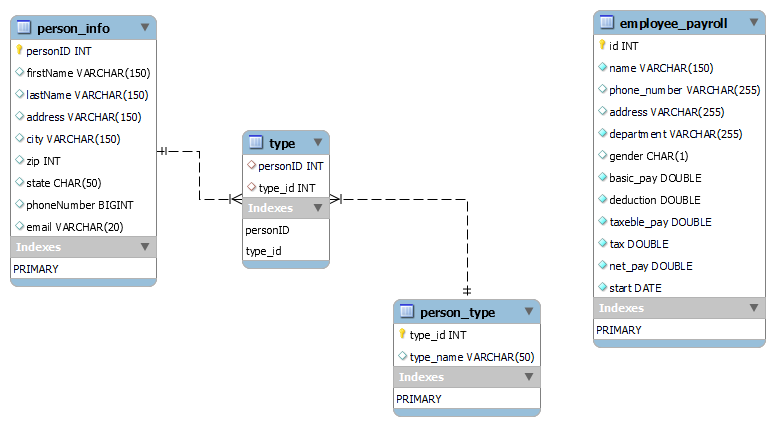 person_info
personID INT
firstName VARCHAR(150)
lastName VARCHAR(150)
address VARCHAR(150)
city VARCHAR(150)
zip INT
state CHAR(50)
phoneNumber BIGINT
email VARCHAR(20)
Indexes
PRIMARY
type
personID INT
type_id INT
Indexes
personID
type_id
person_type
type_id INT
type_name VARCHAR(50)
Indexes
PRIMARY
employee_payroll
id INT
name VARCHAR(150)
phone_number VARCHAR(255)
address VARCHAR(255)
department VARCHAR(255)
gender CHAR(1)
basic_pay DOUBLE
deduction DOUBLE
taxeble_pay DOUBLE
tax DOUBLE
net_pay DOUBLE
start DATE
Indexes
PRIMARY